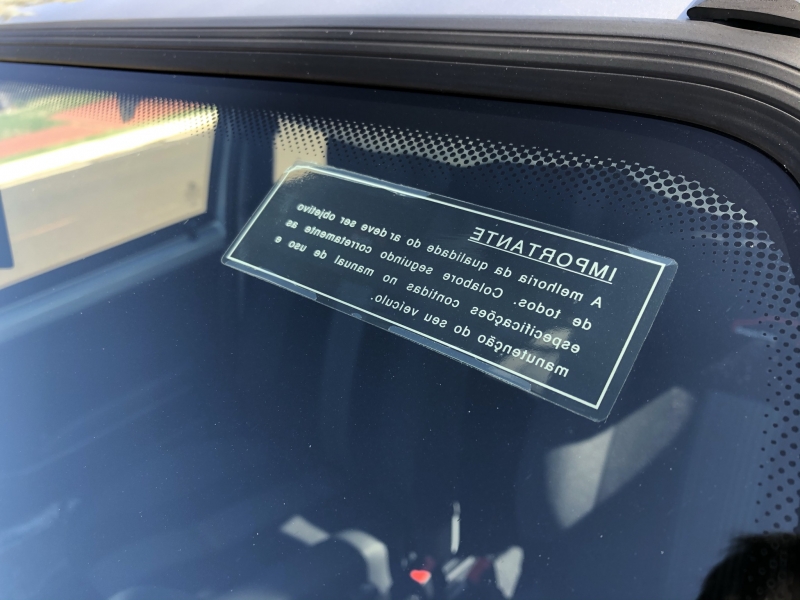 IMPORTANTE
A melhoria da qualidade do ar deve ser objetivo
de todos. Colabore seguindo corretamente as
especificações contidas no manual de uso e
manutenção do seu veículo.